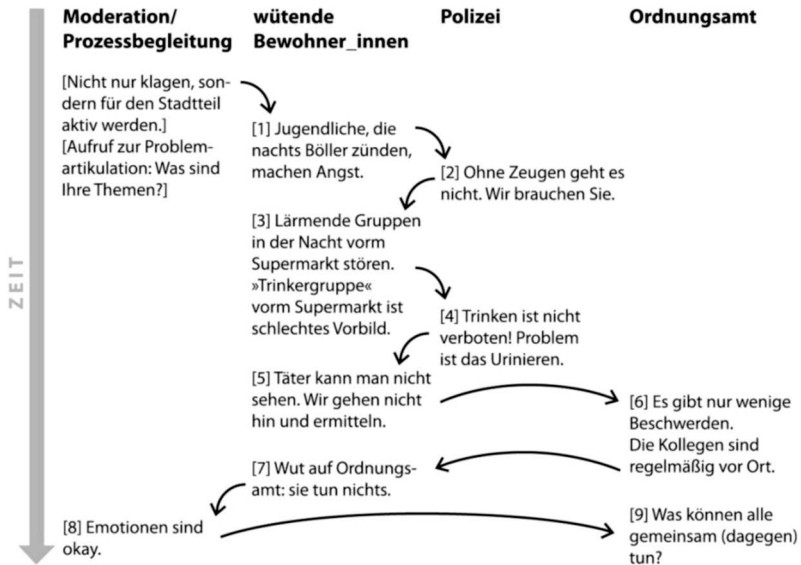 Moderation/
Prozessbegleitung
wütende
Bewohner_innen
Polizei
Ordnungsamt
ZEIT
[Nicht nur klagen, son-
dern für den Stadtteil
aktiv werden.]
[Aufruf zur Problem-
artikulation: Was sind
Ihre Themen?]
[1] Jugendliche, die
nachts Böller zünden,
machen Angst.
[2] Ohne Zeugen geht es
nicht. Wir brauchen Sie.
[3] Lärmende Gruppen
in der Nacht vorm
Supermarkt stören.
»Trinkergruppe«
vorm Supermarkt ist
schlechtes Vorbild.
[4] Trinken ist nicht
verboten! Problem
ist das Urinieren.
[5] Täter kann man nicht
sehen. Wir gehen nicht
hin und ermitteln.
[6] Es gibt nur wenige
Beschwerden.
Die Kollegen sind
regelmäßig vor Ort.
[7] Wut auf Ordnungs-
amt: sie tun nichts.
[8] Emotionen sind
okay.
[9] Was können alle
gemeinsam (dagegen)
tun?